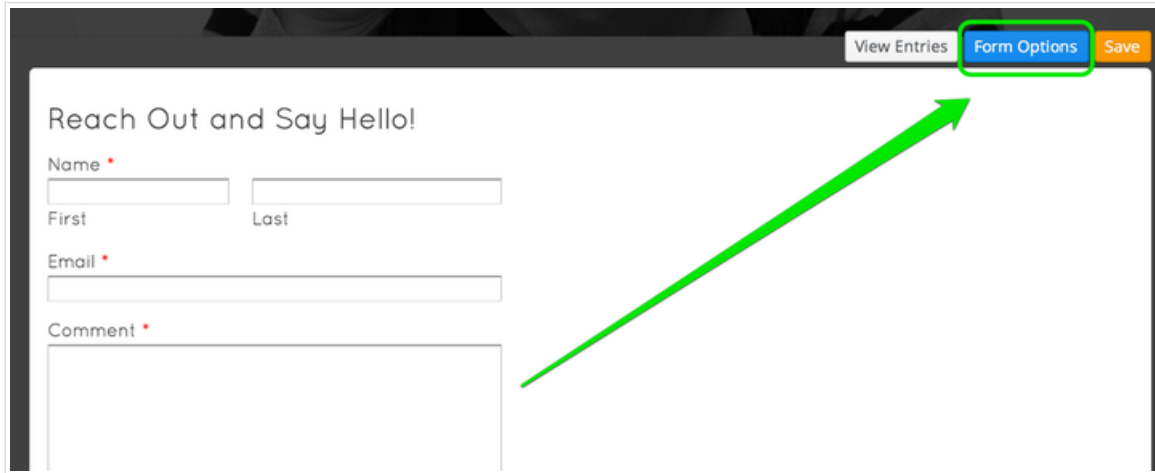 View Entries Form Options Save
Reach Out and Say Hello!
Name *
First Last
Email *
Comment *